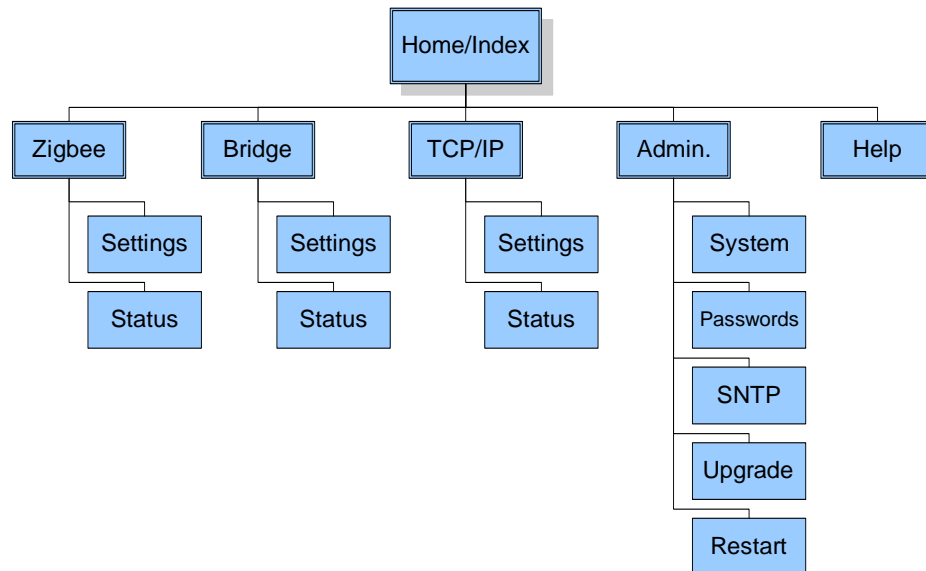 Home/Index
Zigbee
Bridge
TCP/IP
Admin.
Help
Settings
Settings
Settings
System
Status
Status
Status
Passwords
SNTP
Upgrade
Restart